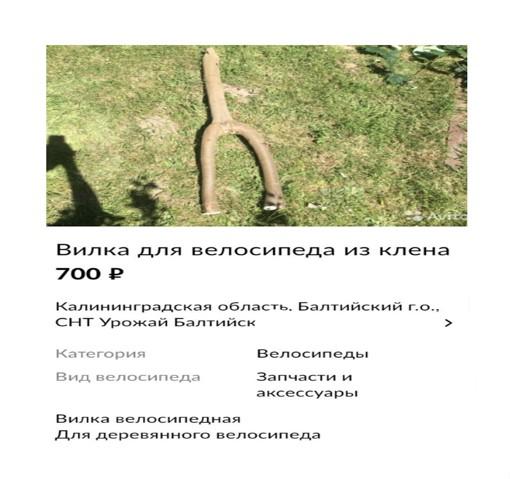 Avito
Вилка для велосипеда из клена
700 ₽
Калининградская область, Балтийский г.о.,
СНТ Урожай Балтийск
Категория
Велосипеды
Вид велосипеда
Запчасти и
аксессуары
Вилка велосипедная
Для деревянного велосипеда